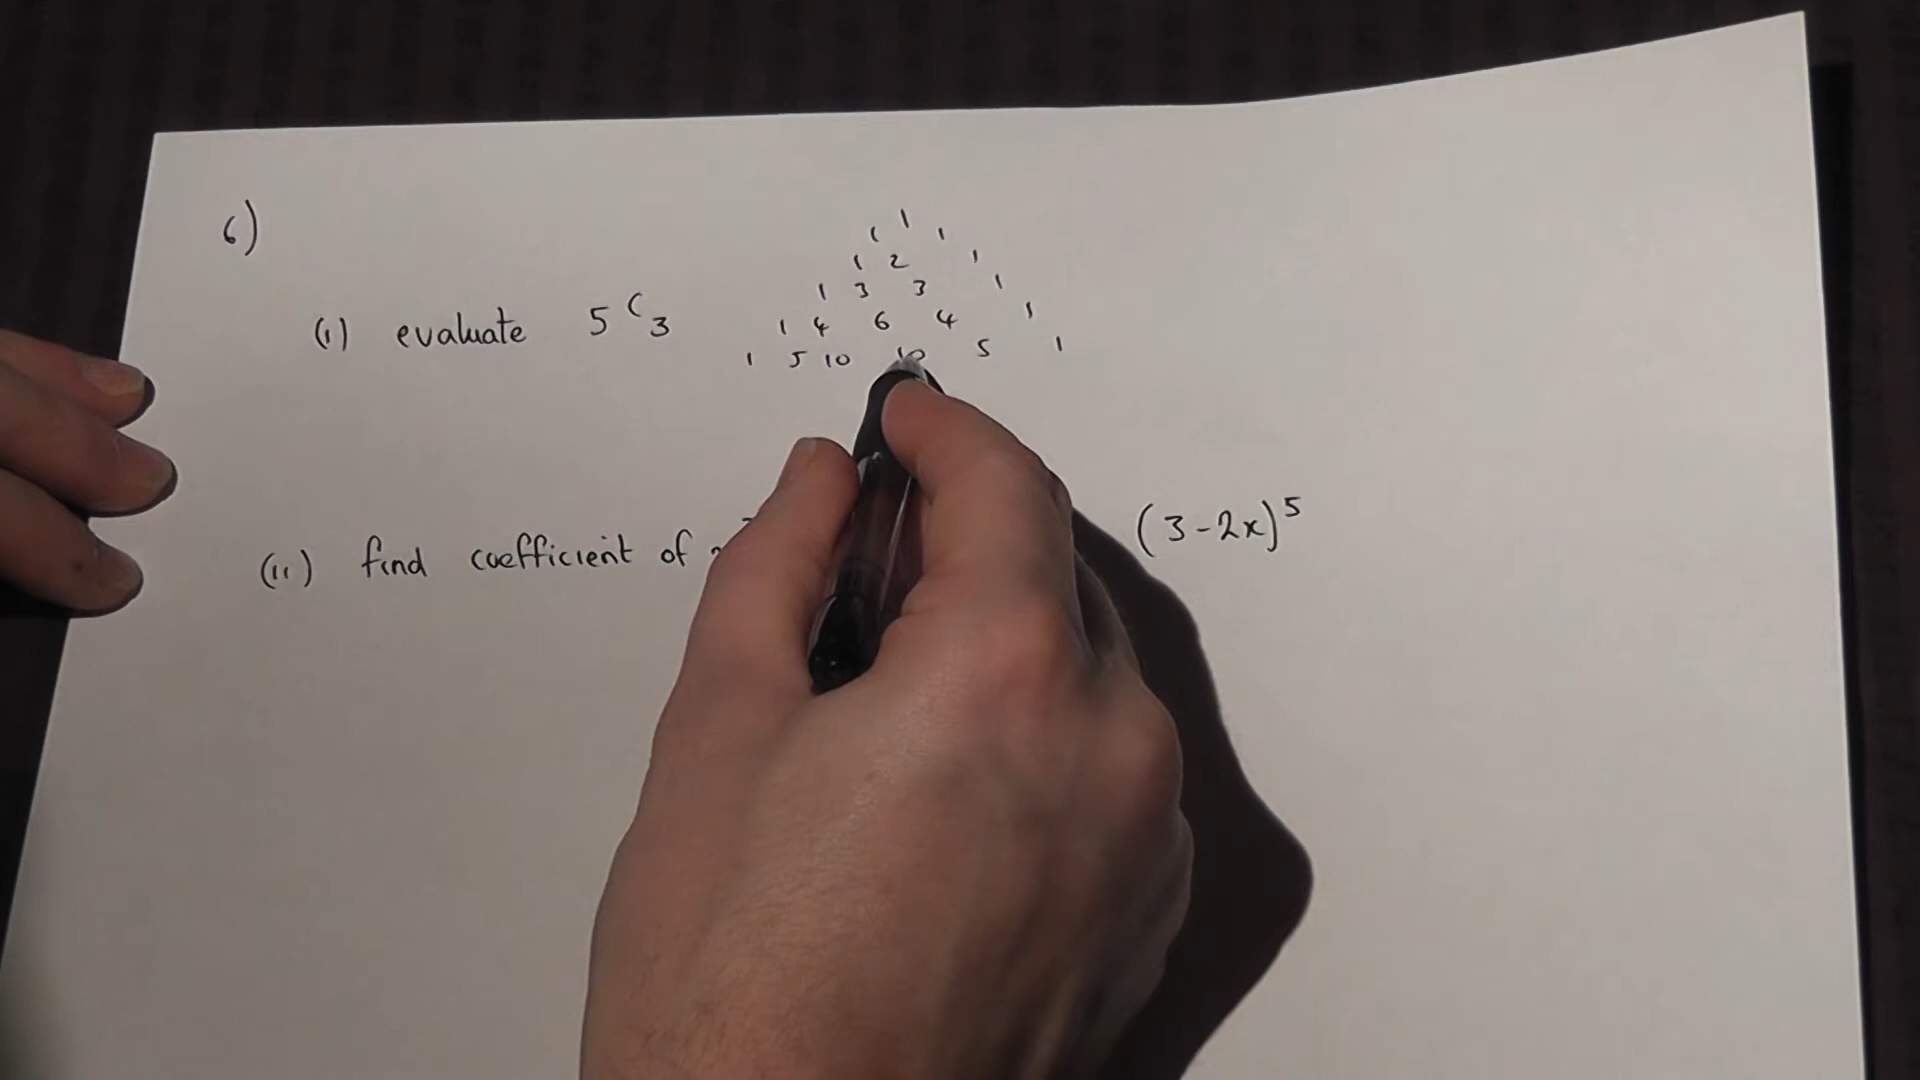 6)
1
1 1
1 2 1
1 3 3 1
(i) evaluate 5C3
1 4 6 4 1
1 5 10 10 5 1
(ii) find coefficient of (3-2x)^5